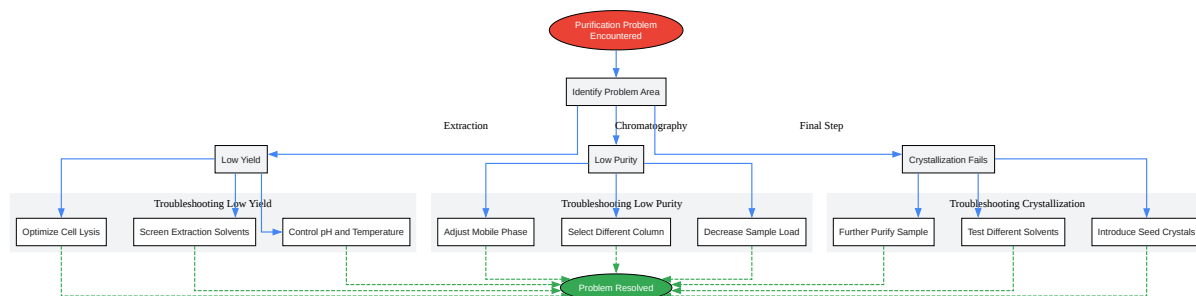 Purification Problem
Encountered
Identify Problem Area
Extraction
Chromatography
Final Step
Low Yield
Low Purity
Crystallization Fails
Troubleshooting Low Yield
Troubleshooting Low Purity
Troubleshooting Crystallization
Optimize Cell Lysis
Screen Extraction Solvents
Control pH and Temperature
Adjust Mobile Phase
Select Different Column
Decrease Sample Load
Further Purify Sample
Test Different Solvents
Introduce Seed Crystals
Problem Resolved